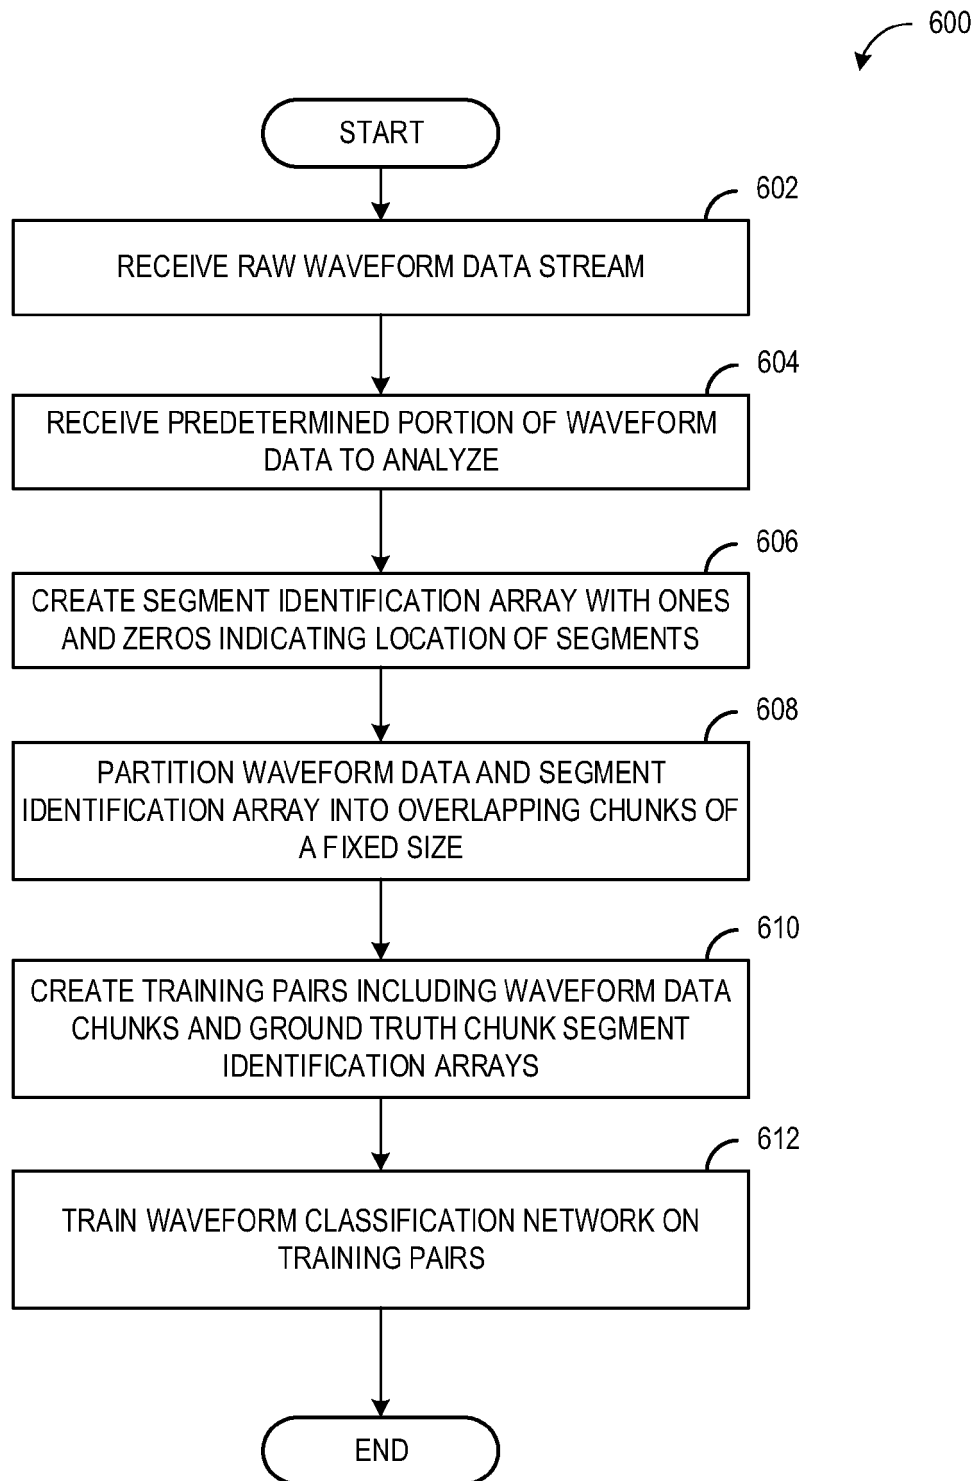 600
START
602
RECEIVE RAW WAVEFORM DATA STREAM
604
RECEIVE PREDETERMINED PORTION OF WAVEFORM
DATA TO ANALYZE
606
CREATE SEGMENT IDENTIFICATION ARRAY WITH ONES
AND ZEROS INDICATING LOCATION OF SEGMENTS
608
PARTITION WAVEFORM DATA AND SEGMENT
IDENTIFICATION ARRAY INTO OVERLAPPING CHUNKS OF
A FIXED SIZE
610
CREATE TRAINING PAIRS INCLUDING WAVEFORM DATA
CHUNKS AND GROUND TRUTH CHUNK SEGMENT
IDENTIFICATION ARRAYS
612
TRAIN WAVEFORM CLASSIFICATION NETWORK ON
TRAINING PAIRS
END